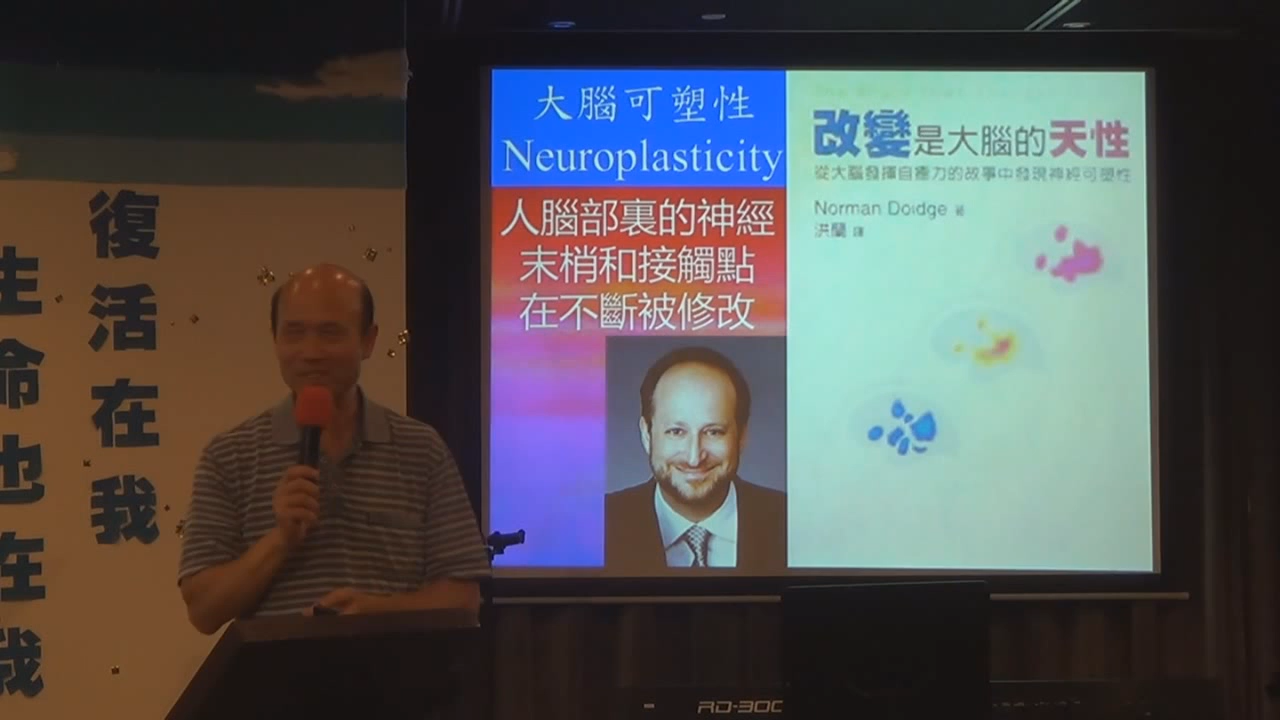 復活在我
生命也在我
大腦可塑性
Neuroplasticity
人腦部裏的神經
末梢和接觸點
在不斷被修改
改變是大腦的天性
從大腦發揮自癒力的故事中發現神經可塑性
Norman Doidge 著
洪蘭 譯
RD-300